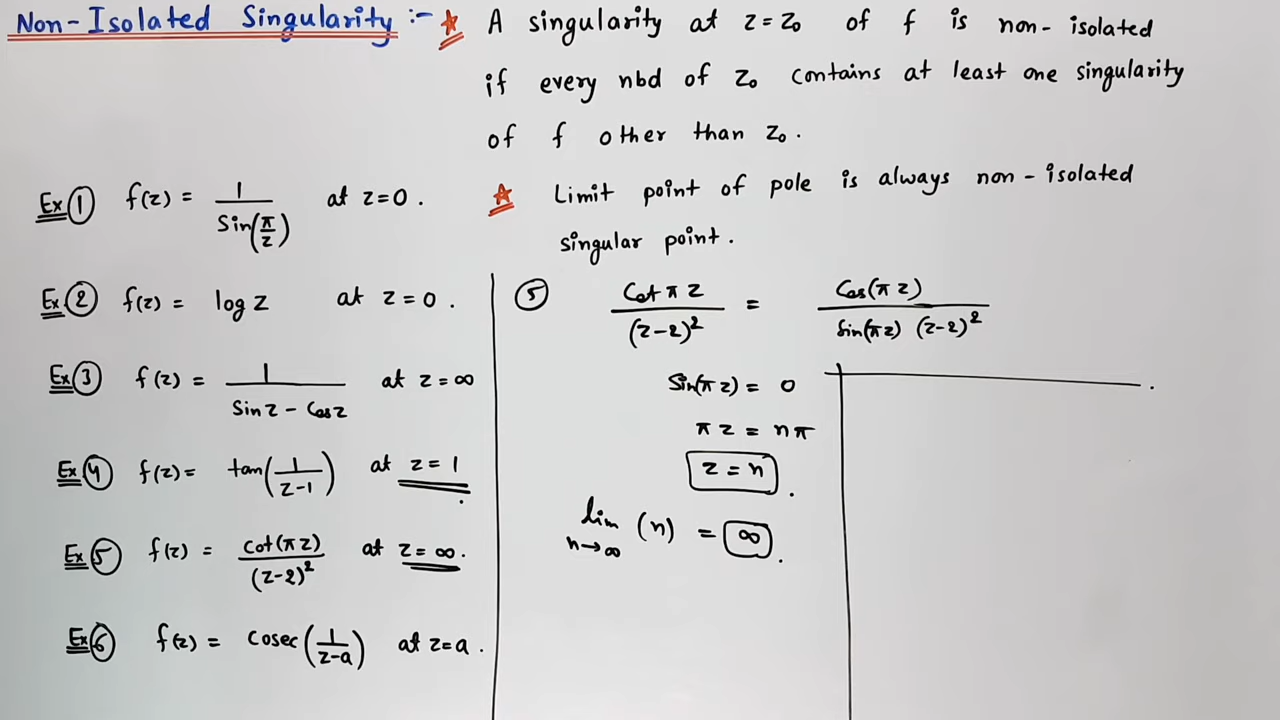 Non-Isolated Singularity :- ★ A singularity at z=z₀ of f is non-isolated
if every nbd of z₀ contains at least one singularity
of f other than z₀.
★ Limit point of pole is always non-isolated
singular point.
Ex① f(z) = 1/Sin(π/z) at z=0.
Ex② f(z) = log z at z=0.
Ex③ f(z) = 1/(Sin z - Cos z) at z=∞
Ex④ f(z) = tan(1/(z-1)) at z=1
Ex⑤ f(z) = cot(πz)/(z-2)² at z=∞.
Ex⑥ f(z) = cosec(1/(z-a)) at z=a.
⑤ Cot πz/(z-2)² = Cos(πz)/(Sin(πz) (z-2)²)
Sin(πz) = 0
πz = nπ
z = n.
lim n→∞ (n) = ∞.